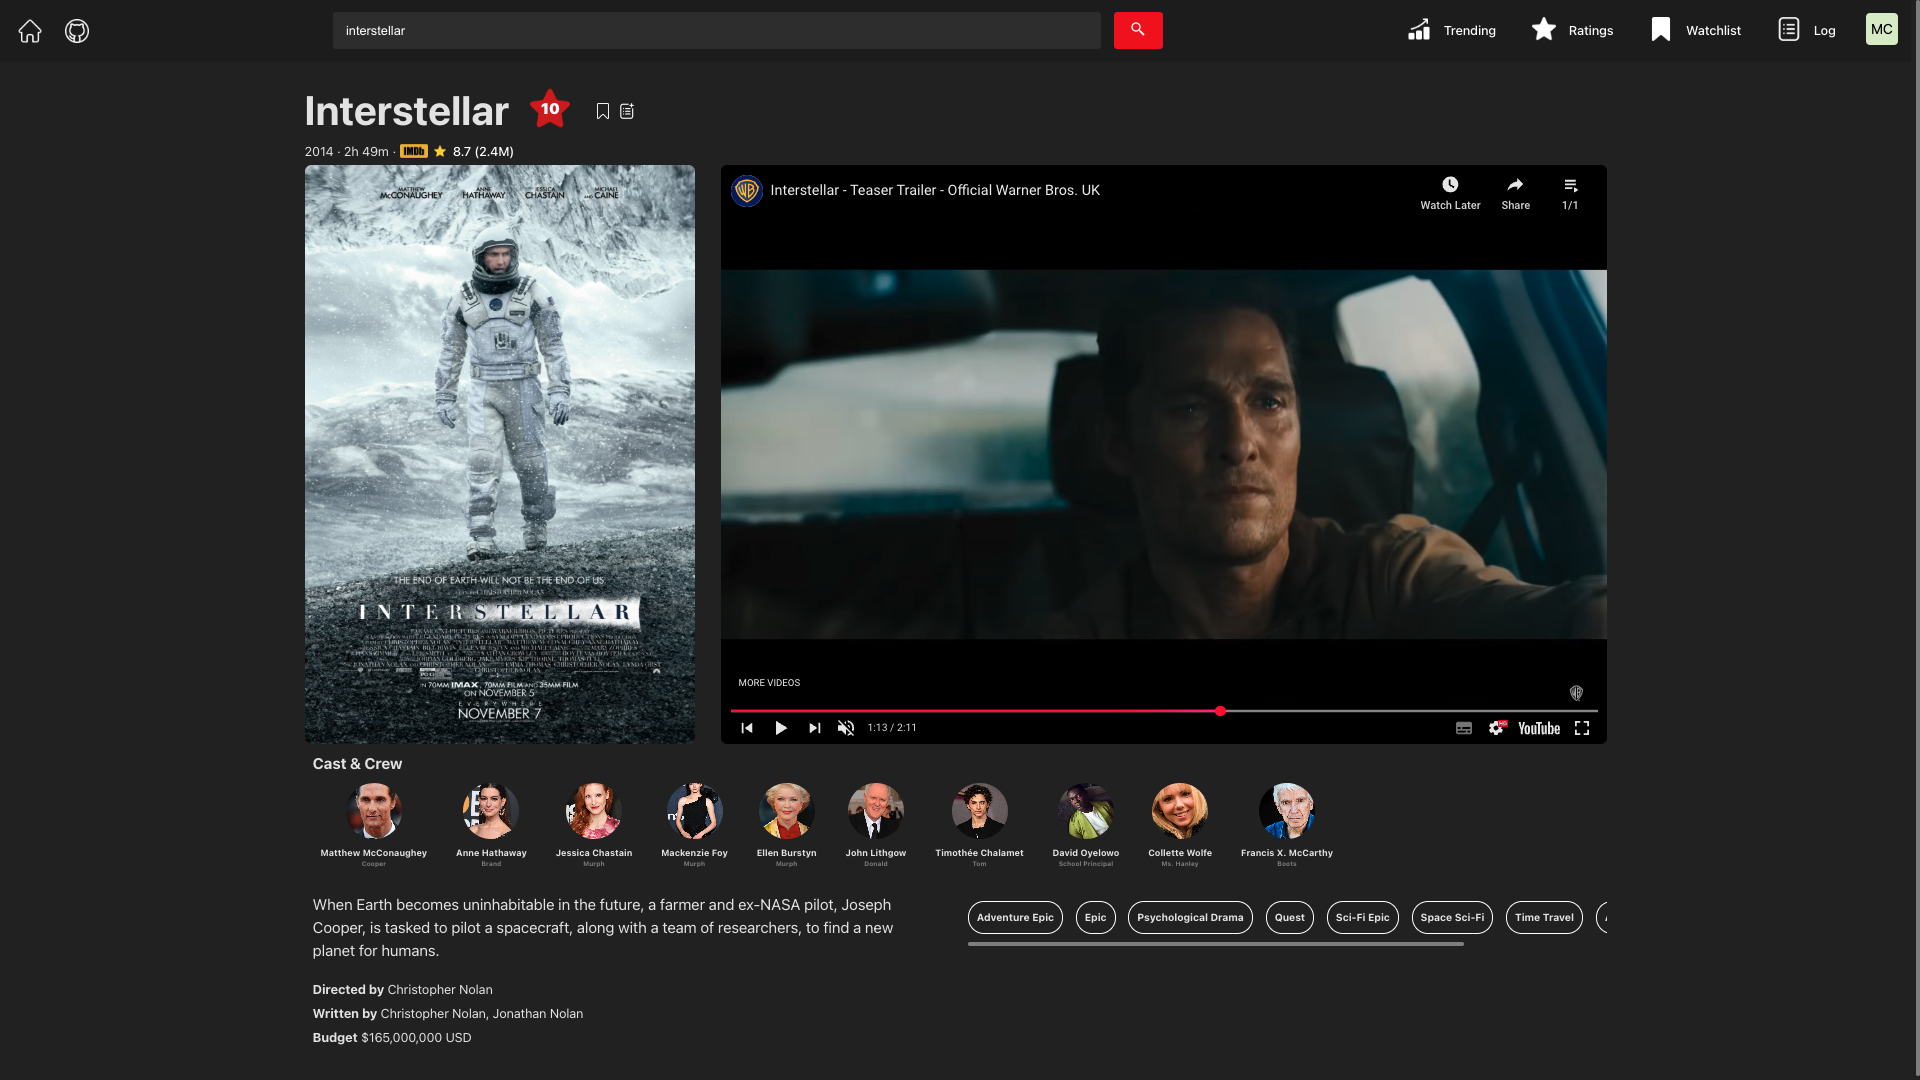 interstellar
Trending
Ratings
Watchlist
Log
MC
Interstellar
10
2014 · 2h 49m · IMDb 8.7 (2.4M)
MATTHEW McCONAUGHEY ANNE HATHAWAY JESSICA CHASTAIN AND MICHAEL CAINE
THE END OF EARTH WILL NOT BE THE END OF US
INTERSTELLAR
IN 70MM IMAX, 70MM FILM AND 35MM FILM
ON NOVEMBER 5
EVERYWHERE
NOVEMBER 7
Interstellar - Teaser Trailer - Official Warner Bros. UK
Watch Later
Share
1/1
MORE VIDEOS
1:13 / 2:11
HD
YouTube
Cast & Crew
Matthew McConaughey
Cooper
Anne Hathaway
Brand
Jessica Chastain
Murph
Mackenzie Foy
Murph
Ellen Burstyn
Murph
John Lithgow
Donald
Timothée Chalamet
Tom
David Oyelowo
School Principal
Collette Wolfe
Ms. Hanley
Francis X. McCarthy
Boots
When Earth becomes uninhabitable in the future, a farmer and ex-NASA pilot, Joseph
Cooper, is tasked to pilot a spacecraft, along with a team of researchers, to find a new
planet for humans.
Adventure Epic
Epic
Psychological Drama
Quest
Sci-Fi Epic
Space Sci-Fi
Time Travel
Directed by Christopher Nolan
Written by Christopher Nolan, Jonathan Nolan
Budget $165,000,000 USD